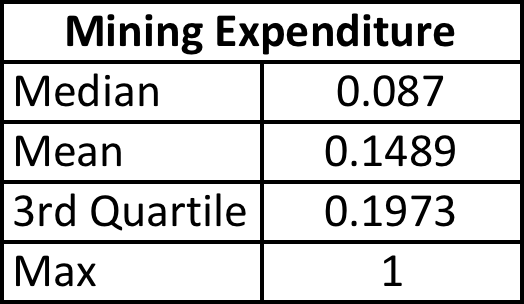 Mining Expenditure
Median 0.087
Mean 0.1489
3rd Quartile 0.1973
Max 1